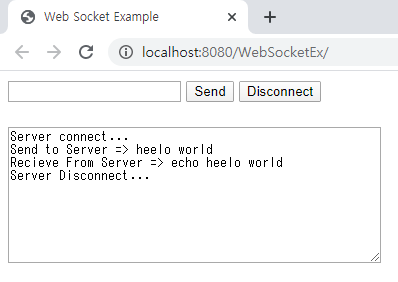 Web Socket Example
localhost:8080/WebSocketEx/
Send Disconnect
Server connect...
Send to Server => heelo world
Recieve From Server => echo heelo world
Server Disconnect...